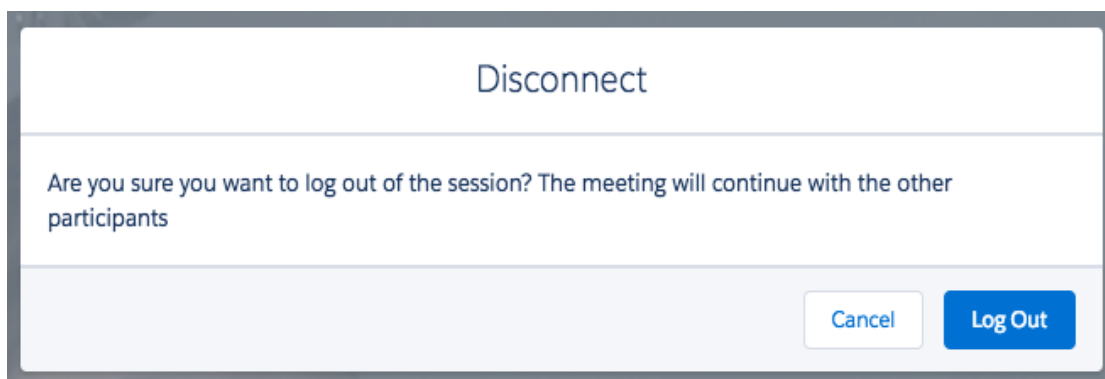 Disconnect
Are you sure you want to log out of the session? The meeting will continue with the other
participants
Cancel
Log Out